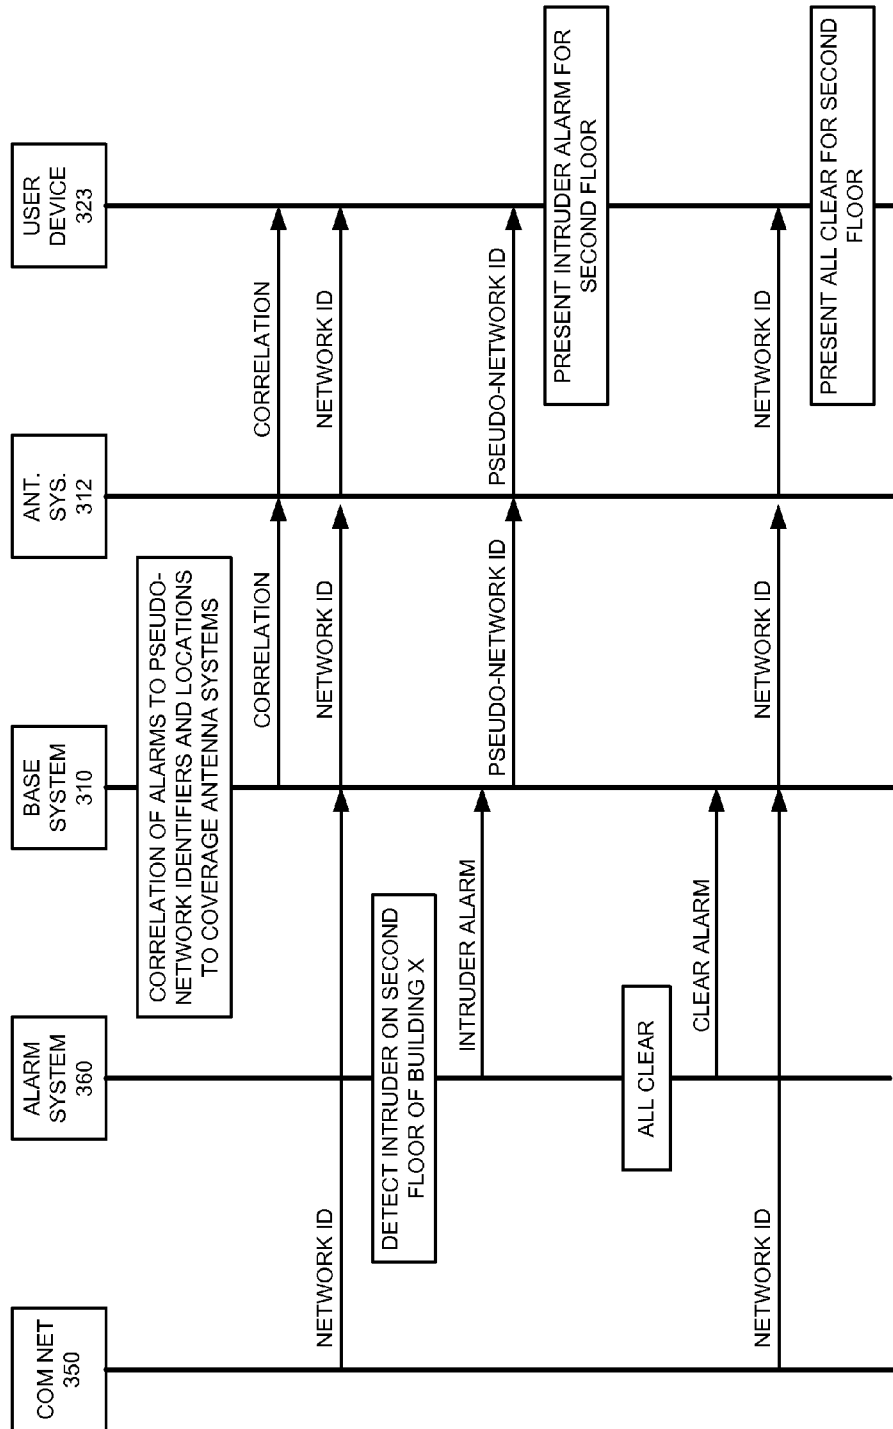 COM NET
350
ALARM
SYSTEM
360
BASE
SYSTEM
310
ANT.
SYS.
312
USER
DEVICE
323
CORRELATION OF ALARMS TO PSEUDO-
NETWORK IDENTIFIERS AND LOCATIONS
TO COVERAGE ANTENNA SYSTEMS
CORRELATION
CORRELATION
NETWORK ID
NETWORK ID
NETWORK ID
DETECT INTRUDER ON SECOND
FLOOR OF BUILDING X
INTRUDER ALARM
PSEUDO-NETWORK ID
PSEUDO-NETWORK ID
PRESENT INTRUDER ALARM FOR
SECOND FLOOR
ALL CLEAR
CLEAR ALARM
NETWORK ID
NETWORK ID
NETWORK ID
PRESENT ALL CLEAR FOR SECOND
FLOOR